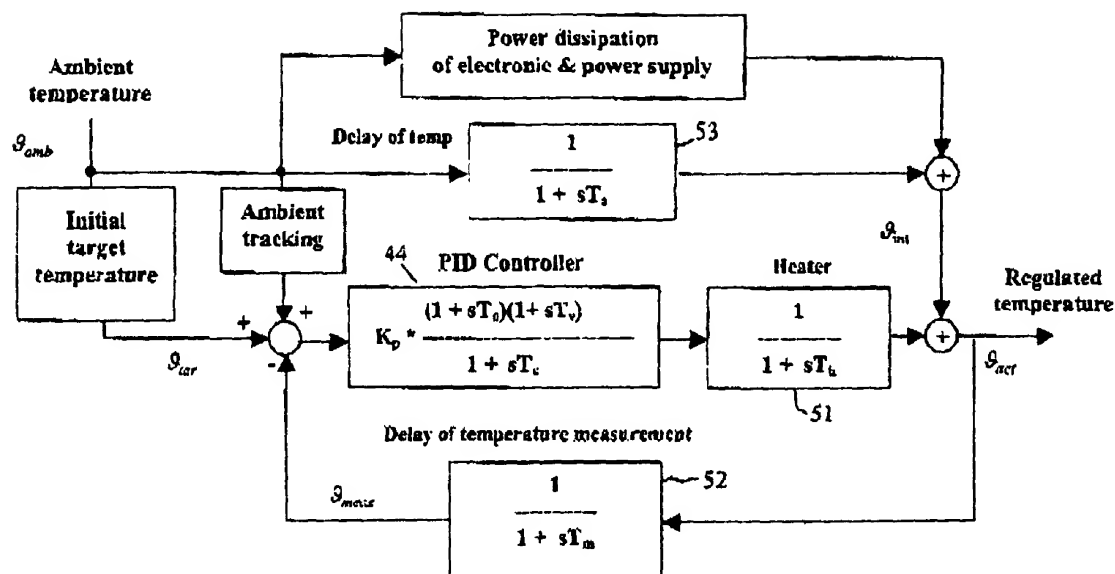 Power dissipation
of electronic & power supply
Ambient
temperature
ϑamb
Delay of temp
53
1
1 + sTa
+
Initial
target
temperature
Ambient
tracking
44
PID Controller
Heater
ϑint
Regulated
temperature
+
+
-
ϑtar
Kp *
(1 + sTn)(1+ sTv)
1 + sTc
1
1 + sTh
51
+
ϑact
Delay of temperature measurement
52
ϑmeas
1
1 + sTm